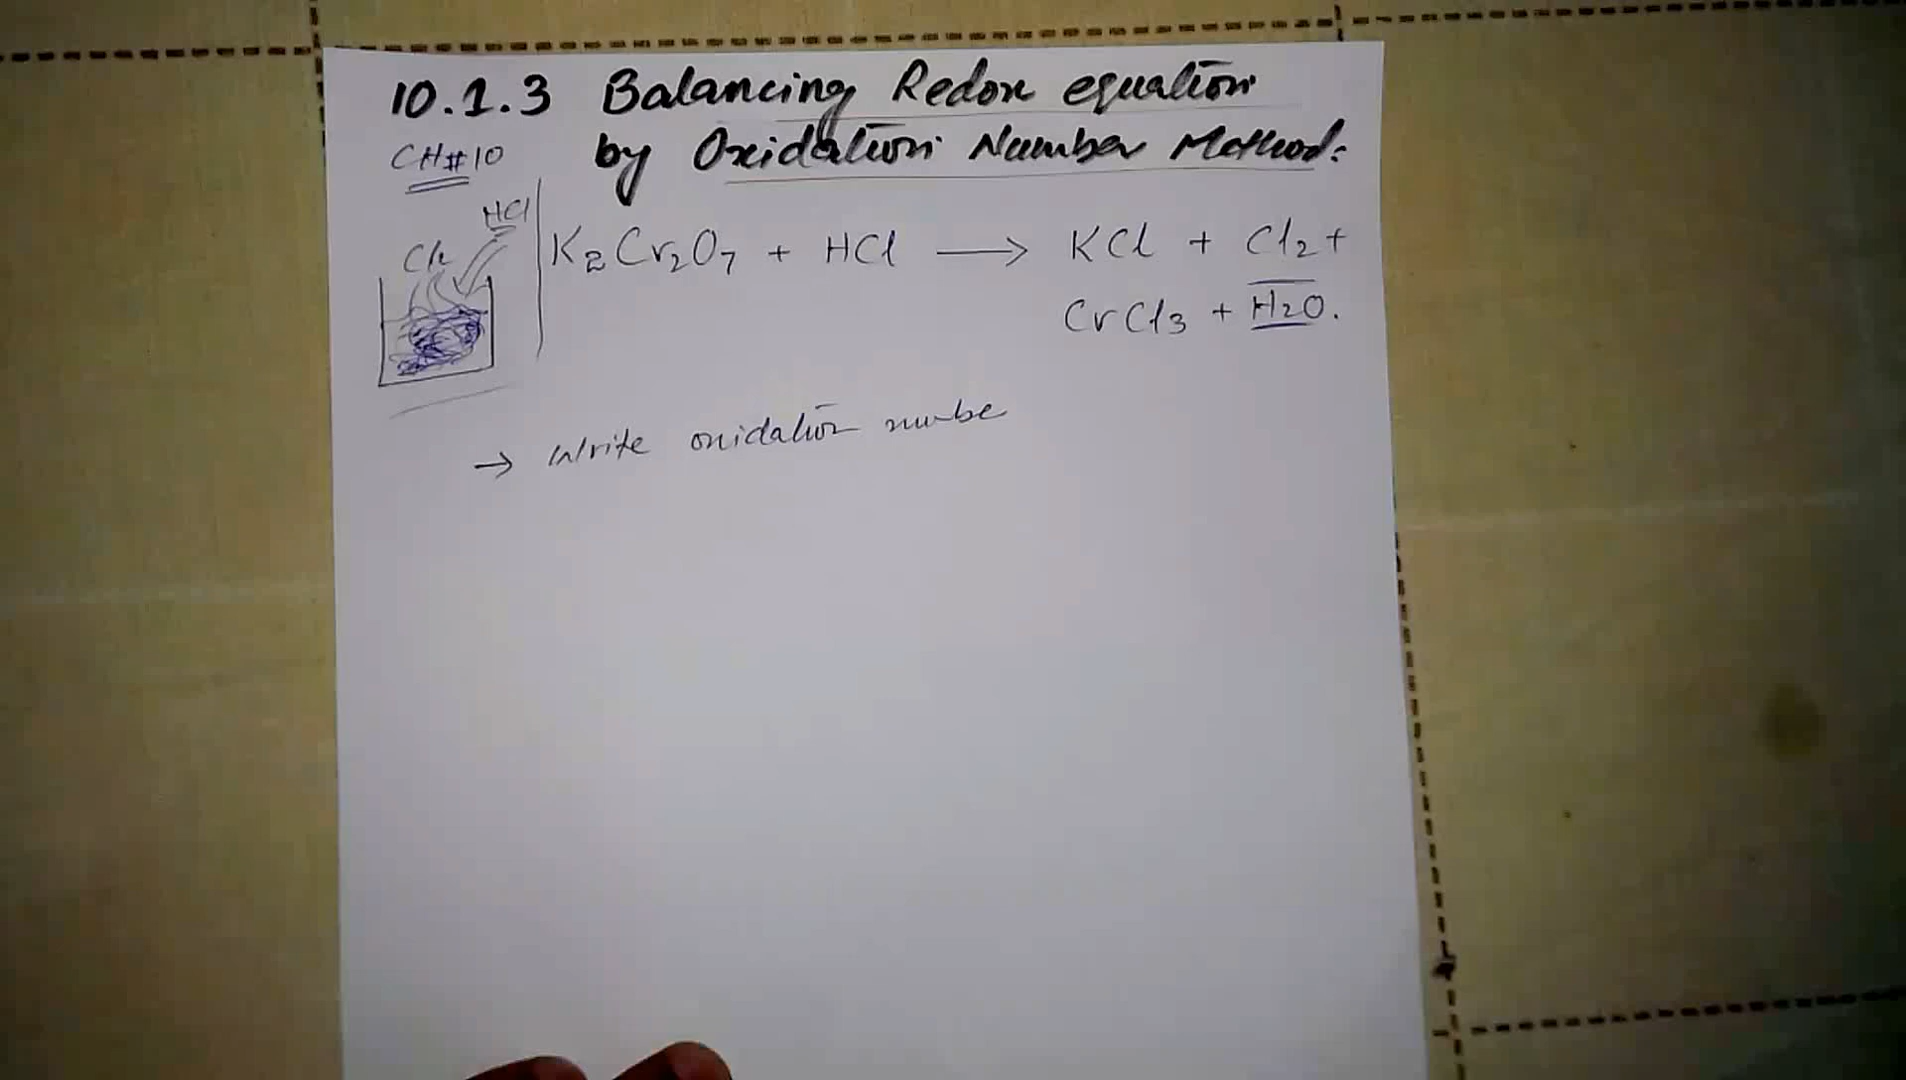 10.1.3 Balancing Redox equation
by Oxidation Number Method:
CH#10
HCl
Cl2
K2Cr2O7 + HCl → KCl + Cl2 +
CrCl3 + H2O.
→ Write oxidation numbe